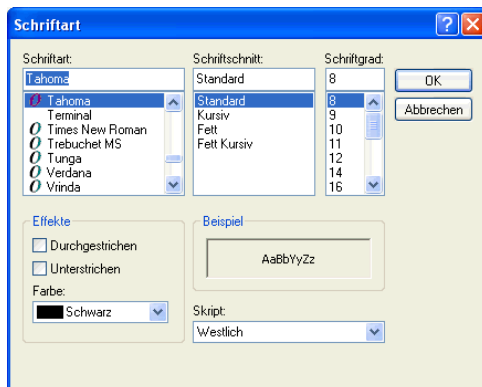 Schriftart
Schriftart: Schriftschnitt: Schriftgrad:
Tahoma Standard 8 OK
Tahoma Standard 8 Abbrechen
Terminal Kursiv 9
Times New Roman Fett 10
Trebuchet MS Fett Kursiv 11
Tunga 12
Verdana 14
Vrinda 16
Effekte Beispiel
Durchgestrichen AaBbYyZz
Unterstrichen
Farbe: Skript:
Schwarz Westlich